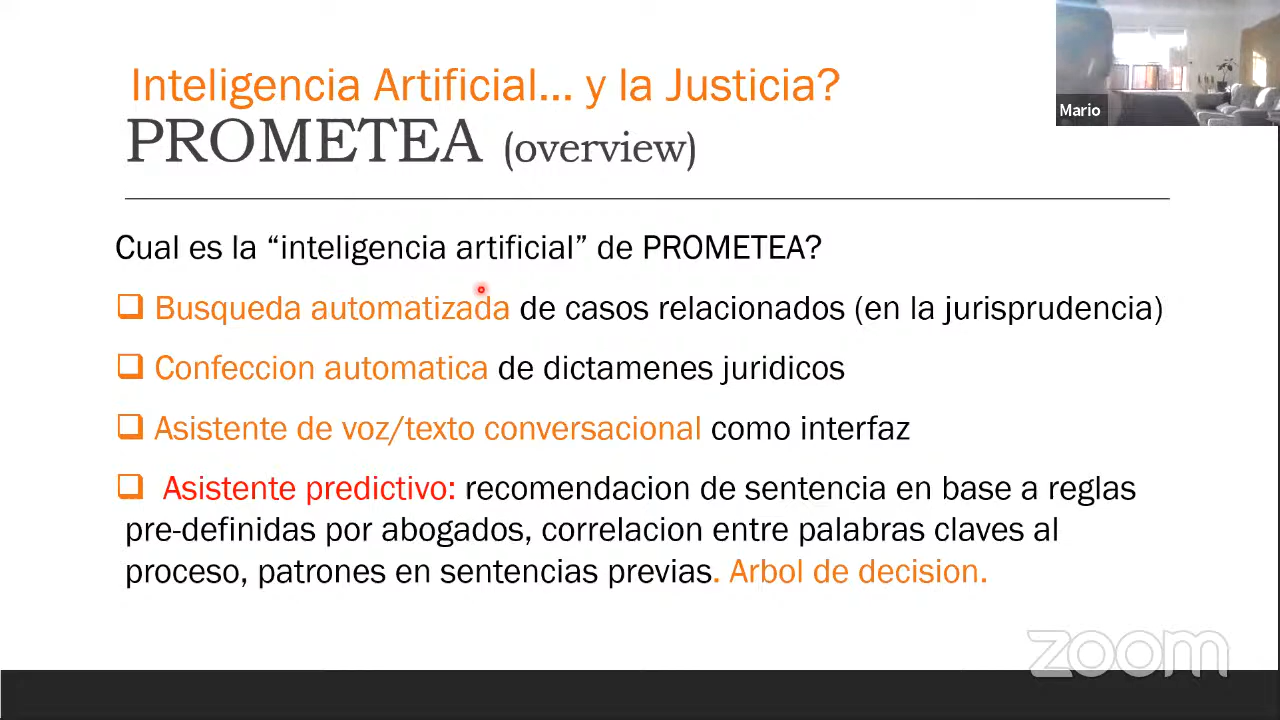 Inteligencia Artificial... y la Justicia?
PROMETEA (overview)
Mario
Cual es la “inteligencia artificial” de PROMETEA?
Busqueda automatizada de casos relacionados (en la jurisprudencia)
Confeccion automatica de dictamenes juridicos
Asistente de voz/texto conversacional como interfaz
Asistente predictivo: recomendacion de sentencia en base a reglas
pre-definidas por abogados, correlacion entre palabras claves al
proceso, patrones en sentencias previas. Arbol de decision.
zoom